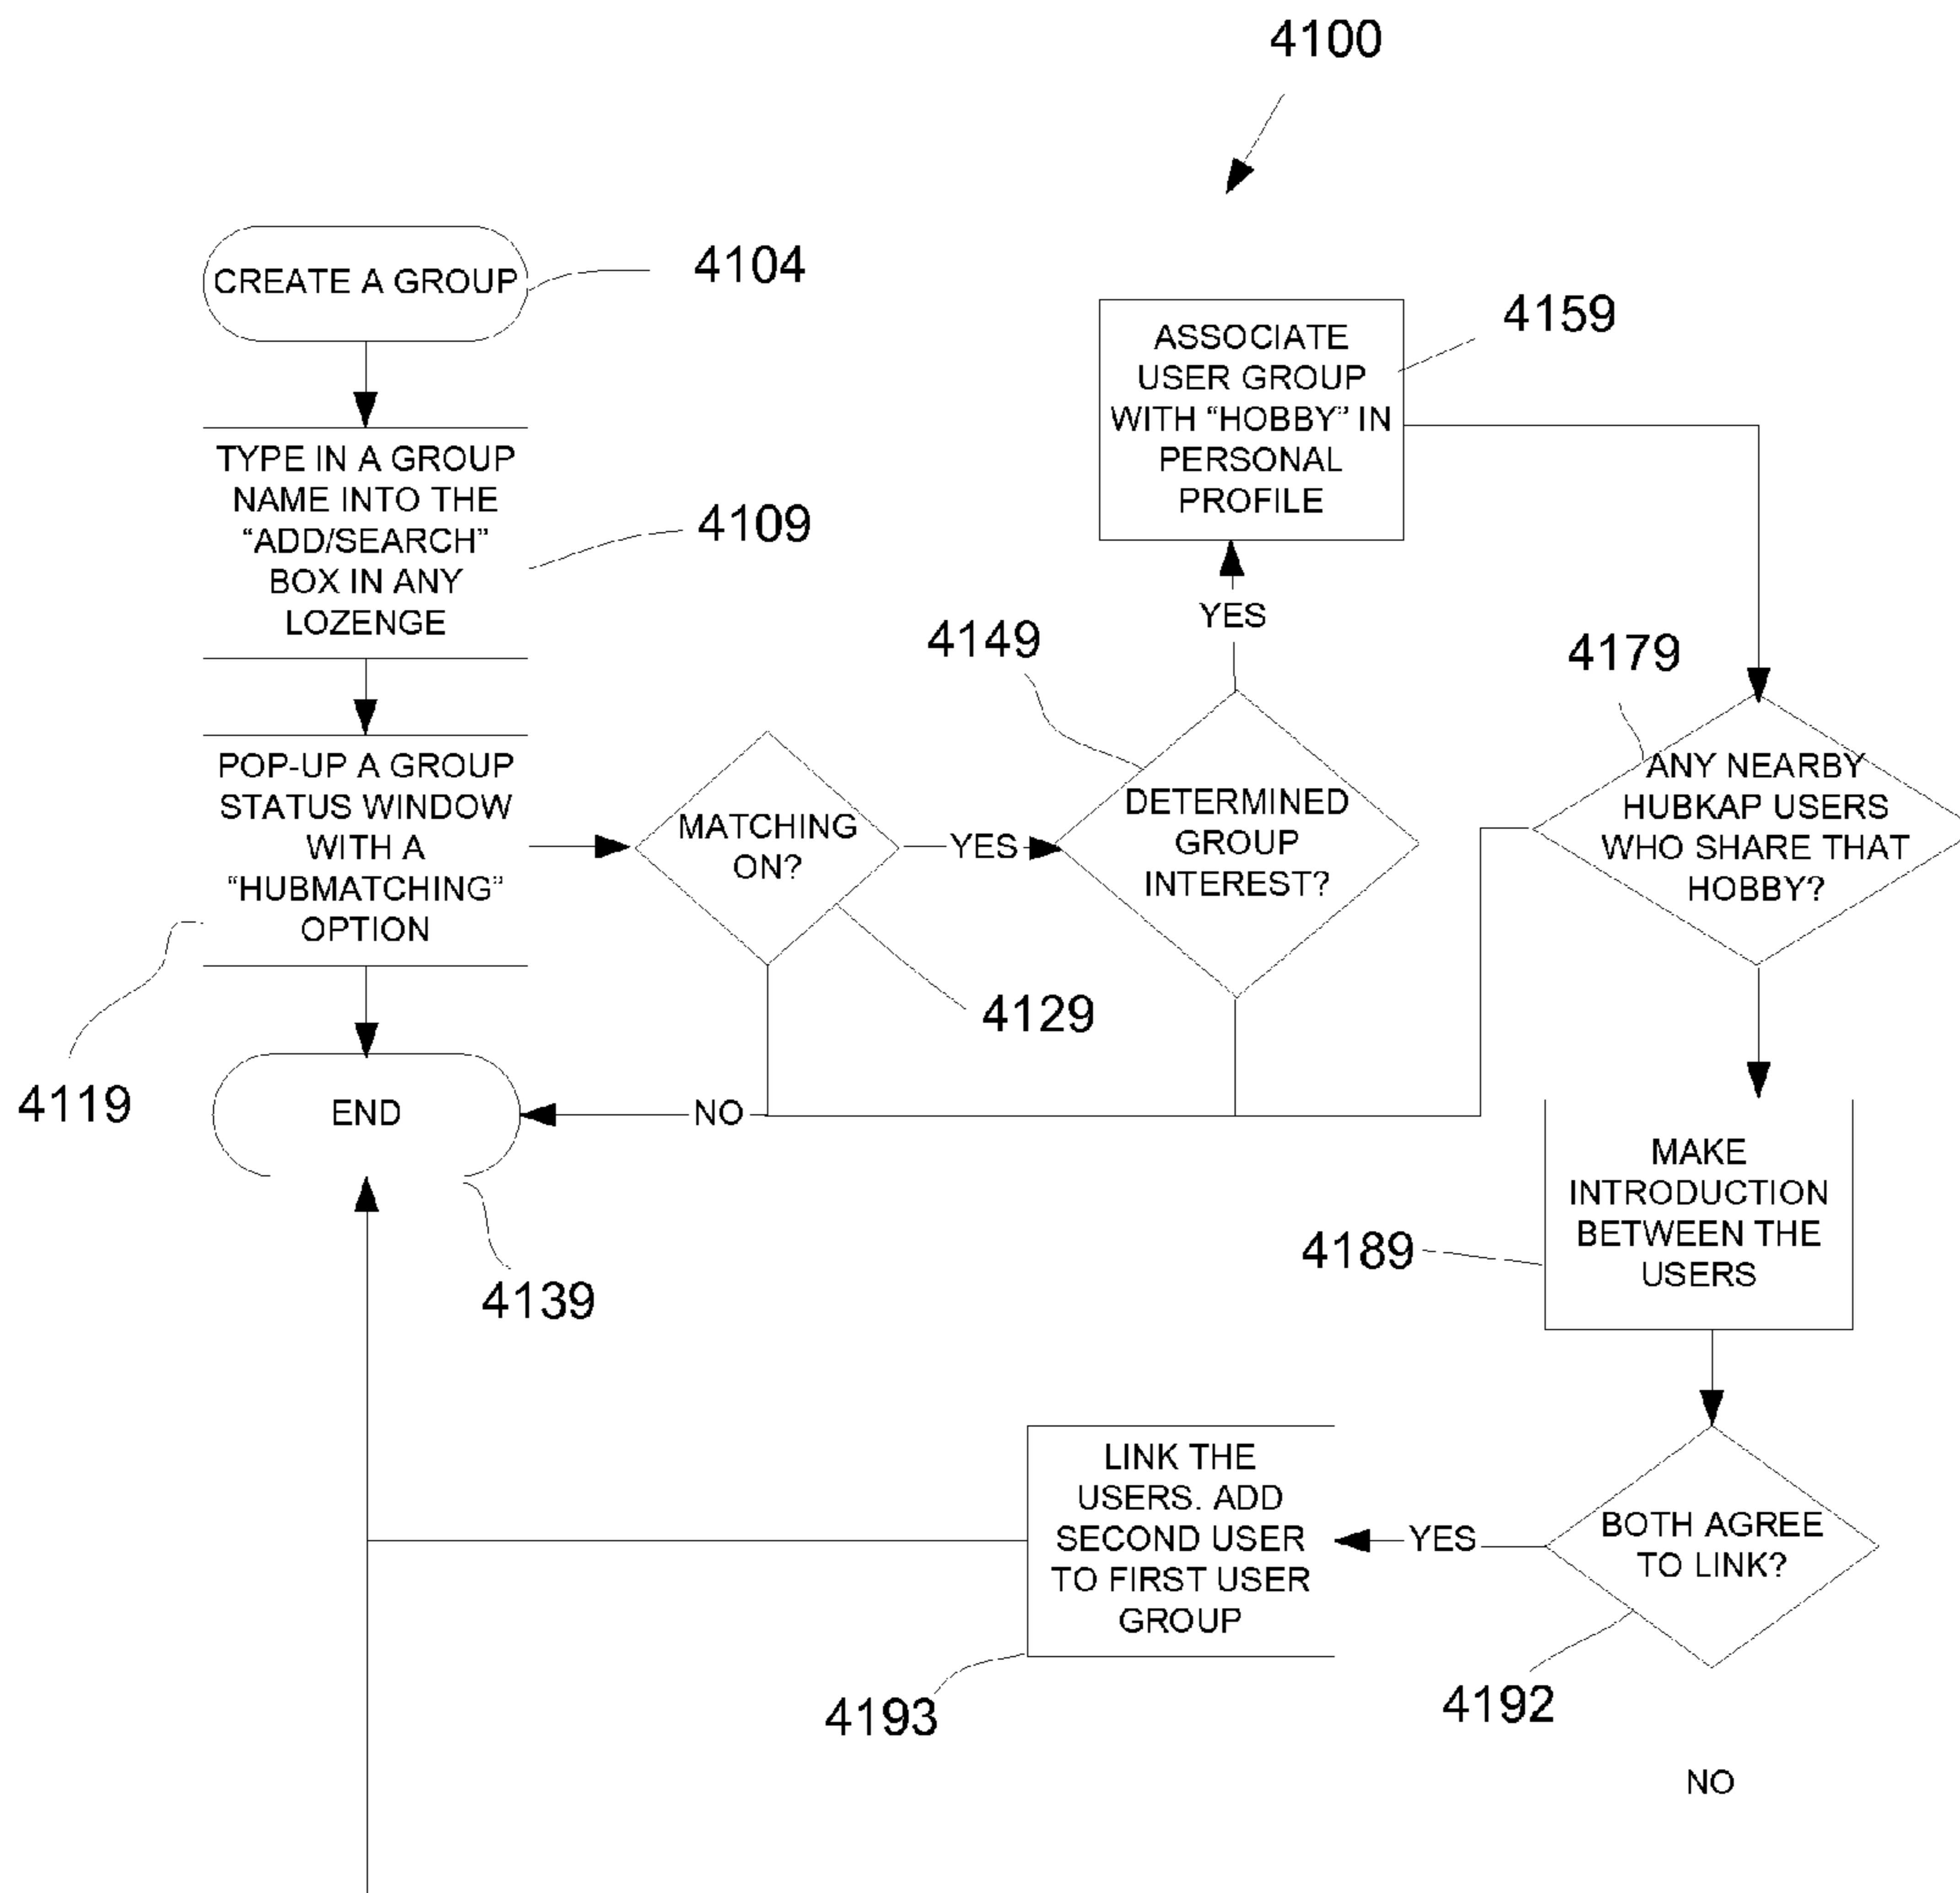 4100
CREATE A GROUP
4104
TYPE IN A GROUP
NAME INTO THE
“ADD/SEARCH”
BOX IN ANY
LOZENGE
4109
POP-UP A GROUP
STATUS WINDOW
WITH A
“HUBMATCHING”
OPTION
4119
MATCHING
ON?
4129
YES
DETERMINED
GROUP
INTEREST?
4149
YES
ASSOCIATE
USER GROUP
WITH “HOBBY” IN
PERSONAL
PROFILE
4159
ANY NEARBY
HUBKAP USERS
WHO SHARE THAT
HOBBY?
4179
END
4139
NO
MAKE
INTRODUCTION
BETWEEN THE
USERS
4189
BOTH AGREE
TO LINK?
4192
YES
LINK THE
USERS. ADD
SECOND USER
TO FIRST USER
GROUP
4193
NO